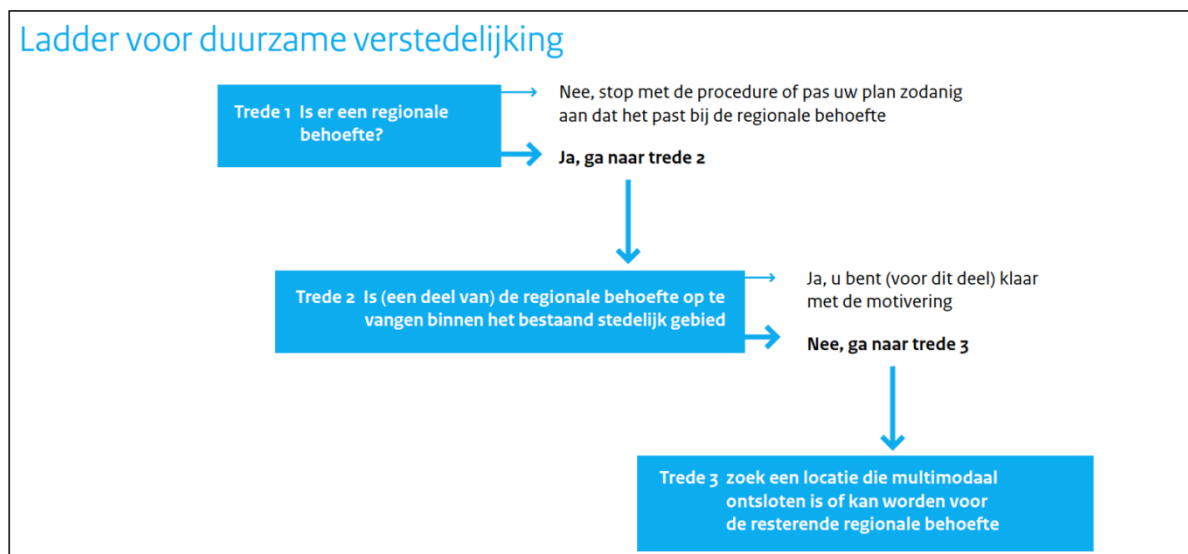 Ladder voor duurzame verstedelijking
Trede 1 Is er een regionale
behoefte?
Nee, stop met de procedure of pas uw plan zodanig
aan dat het past bij de regionale behoefte
Ja, ga naar trede 2
Trede 2 Is (een deel van) de regionale behoefte op te
vangen binnen het bestaand stedelijk gebied
Ja, u bent (voor dit deel) klaar
met de motivering
Nee, ga naar trede 3
Trede 3 zoek een locatie die multimodaal
ontsloten is of kan worden voor
de resterende regionale behoefte